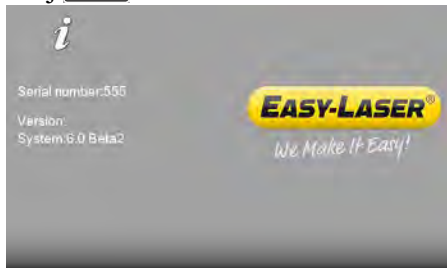 i
Serial number:555
Version:
System:6.0 Beta2
EASY-LASER®
We Make It Easy!